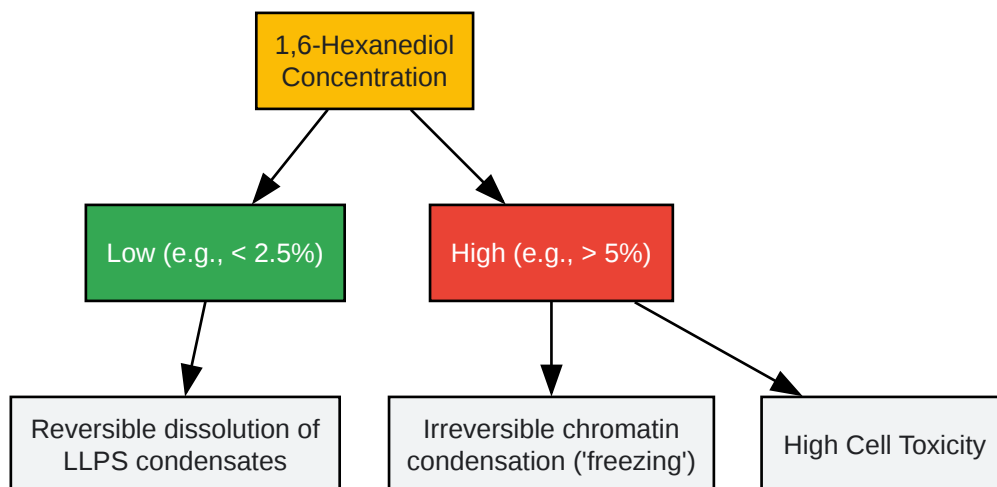 1,6-Hexanediol
Concentration
Low (e.g., < 2.5%)
High (e.g., > 5%)
Reversible dissolution of
LLPS condensates
Irreversible chromatin
condensation ('freezing')
High Cell Toxicity